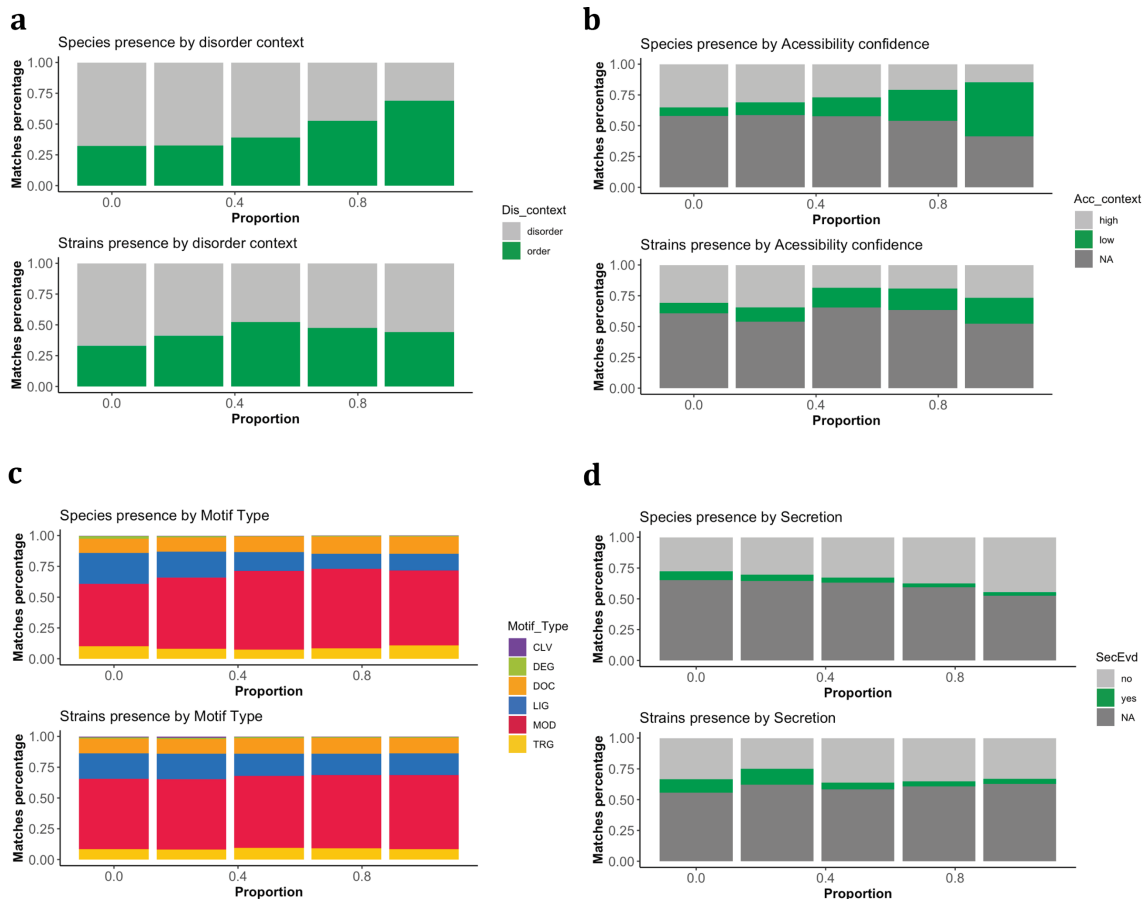 a
Species presence by disorder context
Matches percentage
1.00
0.75
0.50
0.25
0.00
0.0 0.4 0.8
Proportion
Strains presence by disorder context
Matches percentage
1.00
0.75
0.50
0.25
0.00
0.0 0.4 0.8
Proportion
Dis_context
disorder
order
b
Species presence by Acessibility confidence
Matches percentage
1.00
0.75
0.50
0.25
0.00
0.0 0.4 0.8
Proportion
Strains presence by Acessibility confidence
Matches percentage
1.00
0.75
0.50
0.25
0.00
0.0 0.4 0.8
Proportion
Acc_context
high
low
NA
c
Species presence by Motif Type
Matches percentage
1.00
0.75
0.50
0.25
0.00
0.0 0.4 0.8
Proportion
Strains presence by Motif Type
Matches percentage
1.00
0.75
0.50
0.25
0.00
0.0 0.4 0.8
Proportion
Motif_Type
CLV
DEG
DOC
LIG
MOD
TRG
d
Species presence by Secretion
Matches percentage
1.00
0.75
0.50
0.25
0.00
0.0 0.4 0.8
Proportion
Strains presence by Secretion
Matches percentage
1.00
0.75
0.50
0.25
0.00
0.0 0.4 0.8
Proportion
SecEvd
no
yes
NA